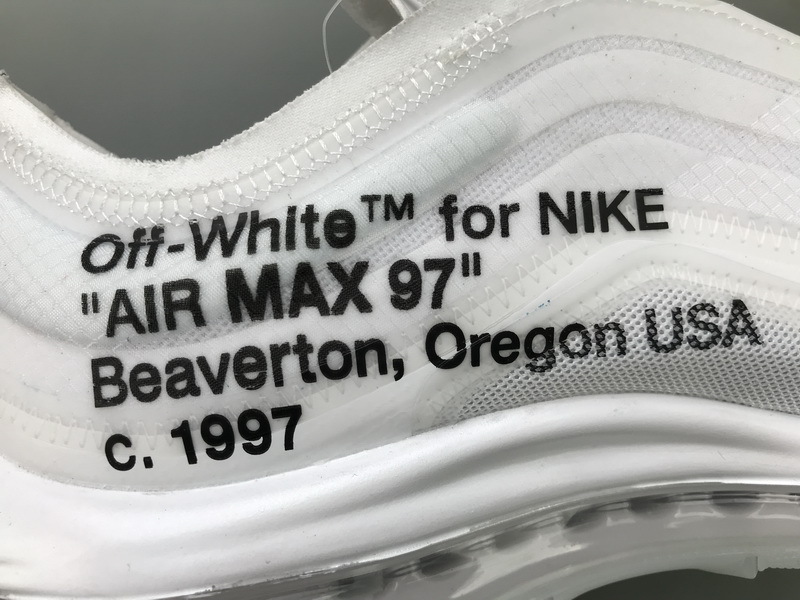 Off-White™ for NIKE
"AIR MAX 97"
Beaverton, Oregon USA
c. 1997